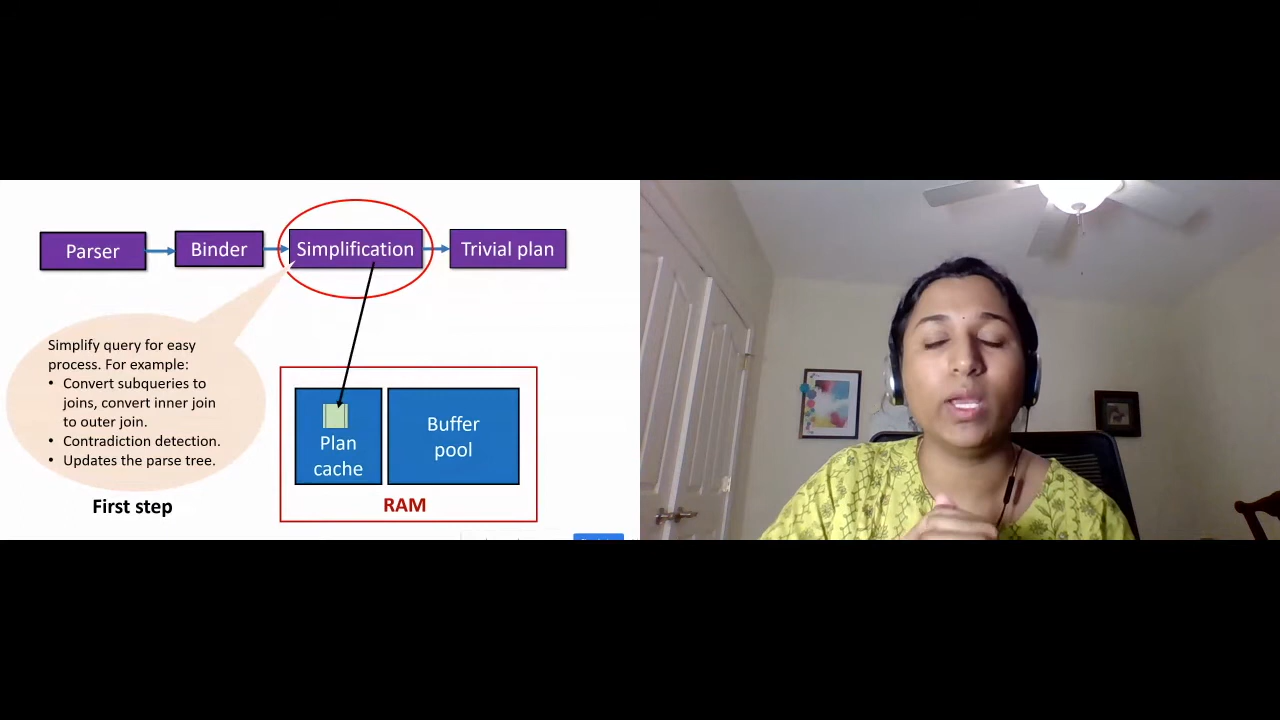 Parser
Binder
Simplification
Trivial plan
Simplify query for easy
process. For example:
• Convert subqueries to
joins, convert inner join
to outer join.
• Contradiction detection.
• Updates the parse tree.
First step
Plan
cache
Buffer
pool
RAM